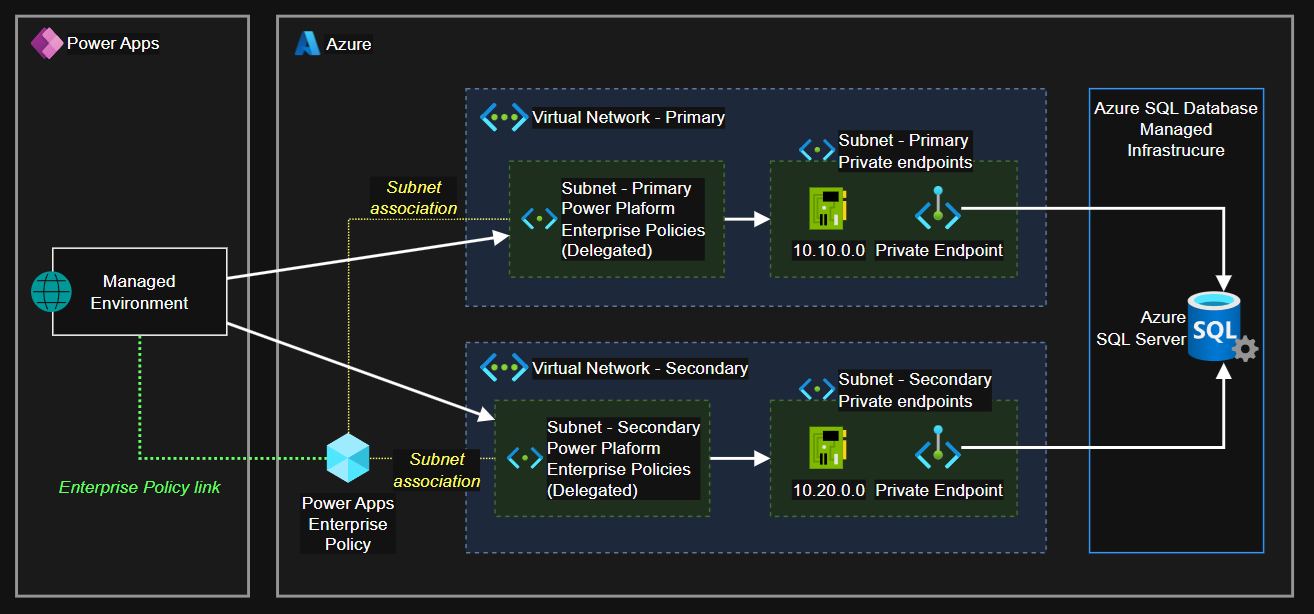 Power Apps
Azure
Virtual Network - Primary
Subnet - Primary
Private endpoints
Azure SQL Database
Managed
Infrastrucure
Subnet
association
Subnet - Primary
Power Plaform
Enterprise Policies
(Delegated)
10.10.0.0
Private Endpoint
Managed
Environment
Azure
SQL Server
SQL
Virtual Network - Secondary
Subnet - Secondary
Private endpoints
Subnet - Secondary
Power Plaform
Enterprise Policies
(Delegated)
Subnet
association
10.20.0.0
Private Endpoint
Enterprise Policy link
Power Apps
Enterprise
Policy